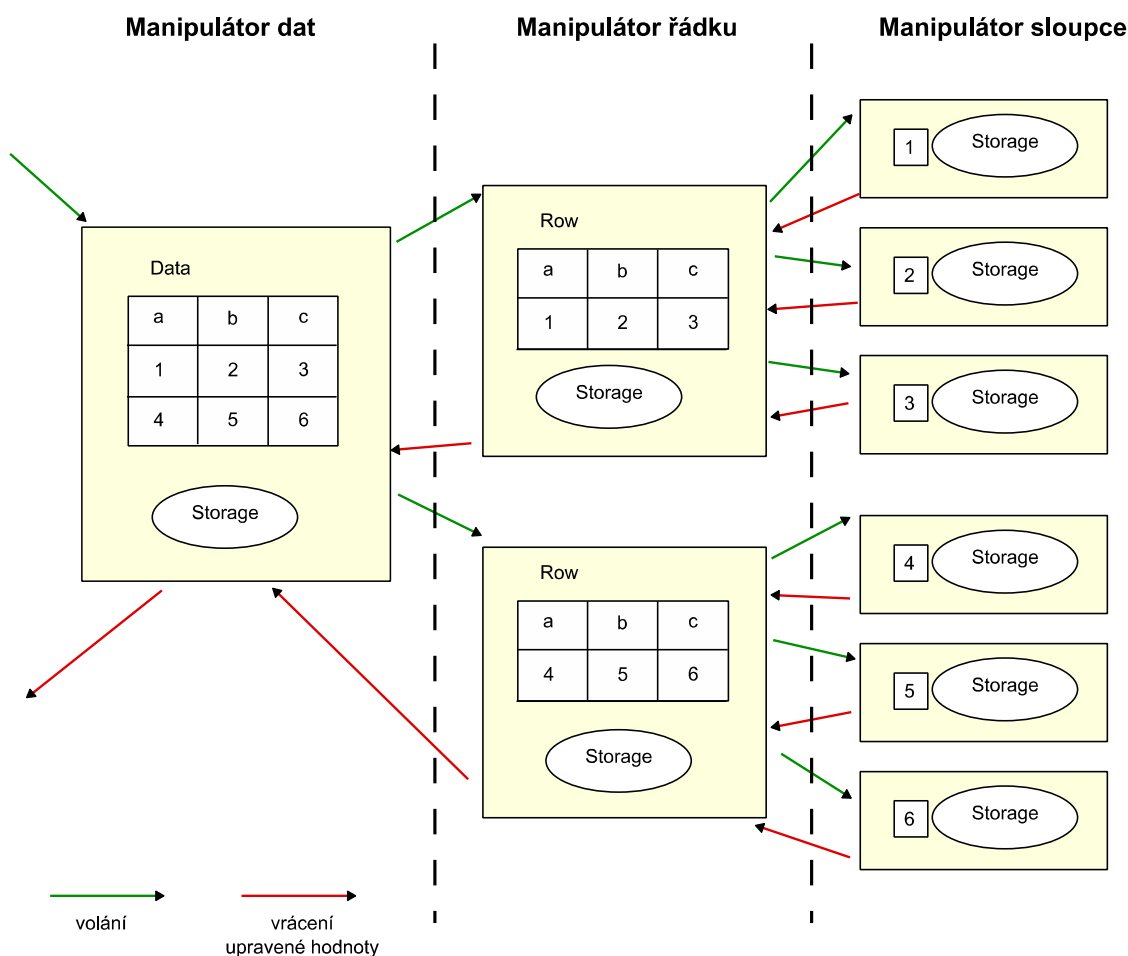 Manipulátor dat
Manipulátor řádku
Manipulátor sloupce
Data
a b c
1 2 3
4 5 6
Storage
Row
a b c
1 2 3
Storage
Row
a b c
4 5 6
Storage
1 Storage
2 Storage
3 Storage
4 Storage
5 Storage
6 Storage
volání
vrácení
upravené hodnoty